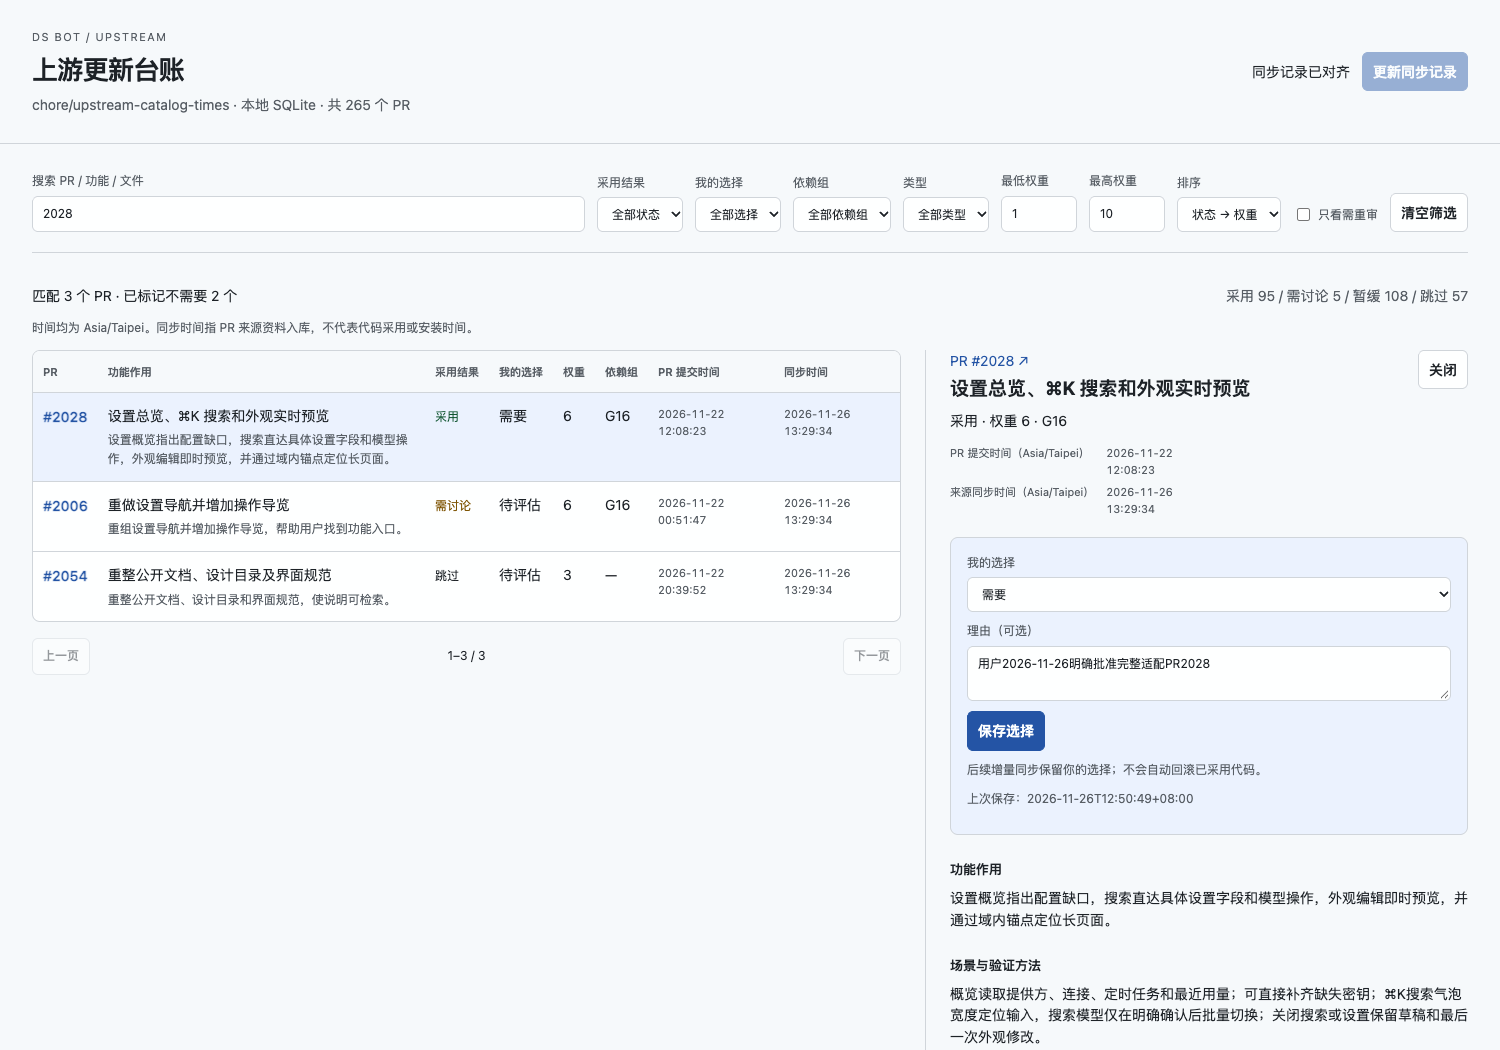 DS BOT / UPSTREAM
上游更新台账
chore/upstream-catalog-times · 本地 SQLite · 共 265 个 PR
同步记录已对齐
更新同步记录
搜索 PR / 功能 / 文件
采用结果
我的选择
依赖组
类型
最低权重
最高权重
排序
2028
全部状态
全部选择
全部依赖组
全部类型
1
10
状态 → 权重
只看需重审
清空筛选
匹配 3 个 PR · 已标记不需要 2 个
采用 95 / 需讨论 5 / 暂缓 108 / 跳过 57
时间均为 Asia/Taipei。同步时间指 PR 来源资料入库，不代表代码采用或安装时间。
PR 功能作用 采用结果 我的选择 权重 依赖组 PR 提交时间 同步时间
#2028 设置总览、⌘K 搜索和外观实时预览 采用 需要 6 G16 2026-11-22 2026-11-26
12:08:23 13:29:34
设置概览指出配置缺口，搜索直达具体设置字段和模型操
作，外观编辑即时预览，并通过域内锚点定位长页面。
#2006 重做设置导航并增加操作导览 需讨论 待评估 6 G16 2026-11-22 2026-11-26
00:51:47 13:29:34
重组设置导航并增加操作导览，帮助用户找到功能入口。
#2054 重整公开文档、设计目录及界面规范 跳过 待评估 3 — 2026-11-22 2026-11-26
20:39:52 13:29:34
重整公开文档、设计目录和界面规范，使说明可检索。
上一页
1–3 / 3
下一页
PR #2028 ↗
设置总览、⌘K 搜索和外观实时预览
关闭
采用 · 权重 6 · G16
PR 提交时间（Asia/Taipei） 2026-11-22
12:08:23
来源同步时间（Asia/Taipei） 2026-11-26
13:29:34
我的选择
需要
理由（可选）
用户2026-11-26明确批准完整适配PR2028
保存选择
后续增量同步保留你的选择；不会自动回滚已采用代码。
上次保存：2026-11-26T12:50:49+08:00
功能作用
设置概览指出配置缺口，搜索直达具体设置字段和模型操作，外观编辑即时预览，并
通过域内锚点定位长页面。
场景与验证方法
概览读取提供方、连接、定时任务和最近用量；可直接补齐缺失密钥；⌘K搜索气泡
宽度定位输入，搜索模型仅在明确确认后批量切换；关闭搜索或设置保留草稿和最后
一次外观修改。